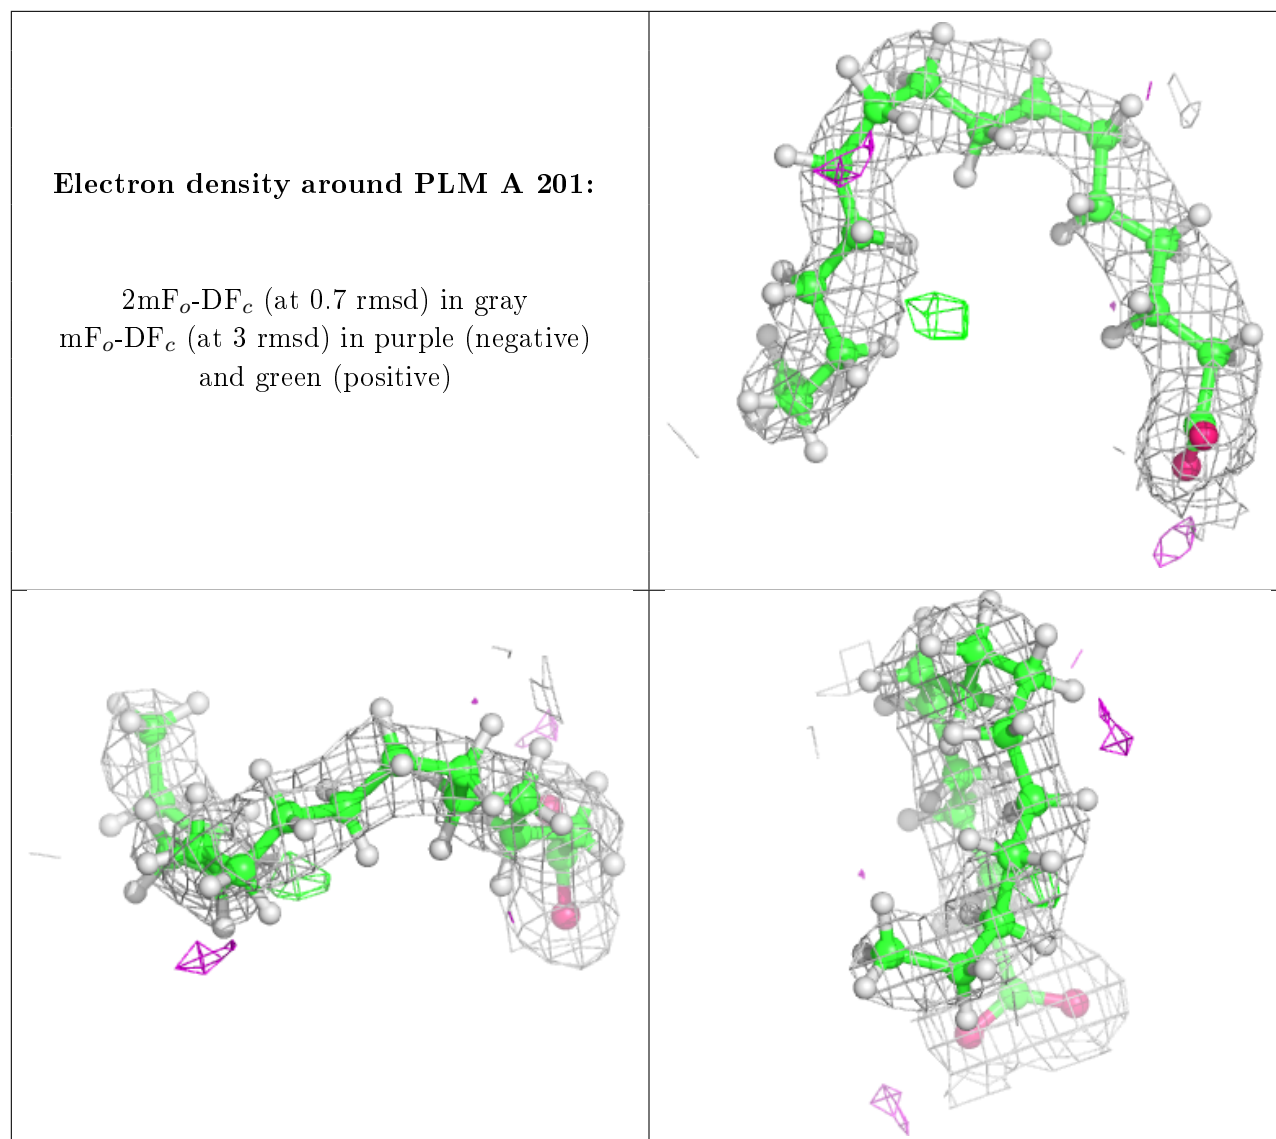 Electron density around PLM A 201:
2mFₒ-DF𝒸 (at 0.7 rmsd) in gray
mFₒ-DF𝒸 (at 3 rmsd) in purple (negative)
and green (positive)